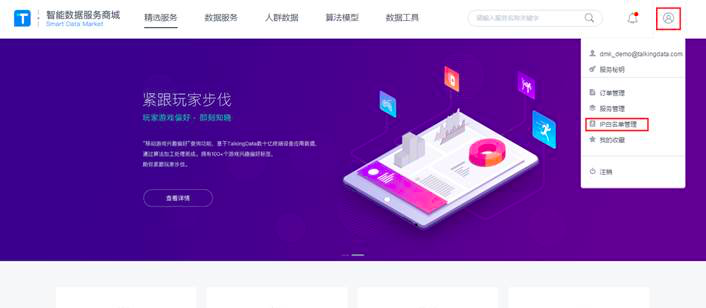 T
智能数据服务商城
Smart Data Market
精选服务
数据服务
人群数据
算法模型
数据工具
请输入服务名称关键字
dmk_demo@talkingdata.com
服务秘钥
订单管理
服务管理
IP白名单管理
我的收藏
注销
紧跟玩家步伐
玩家游戏偏好 - 即刻知晓
“移动游戏兴趣偏好”查询功能，基于TalkingData数十亿终端设备应用数据，
通过算法加工处理完成，拥有100+个游戏兴趣偏好标签，
助你紧跟玩家步伐。
查看详情